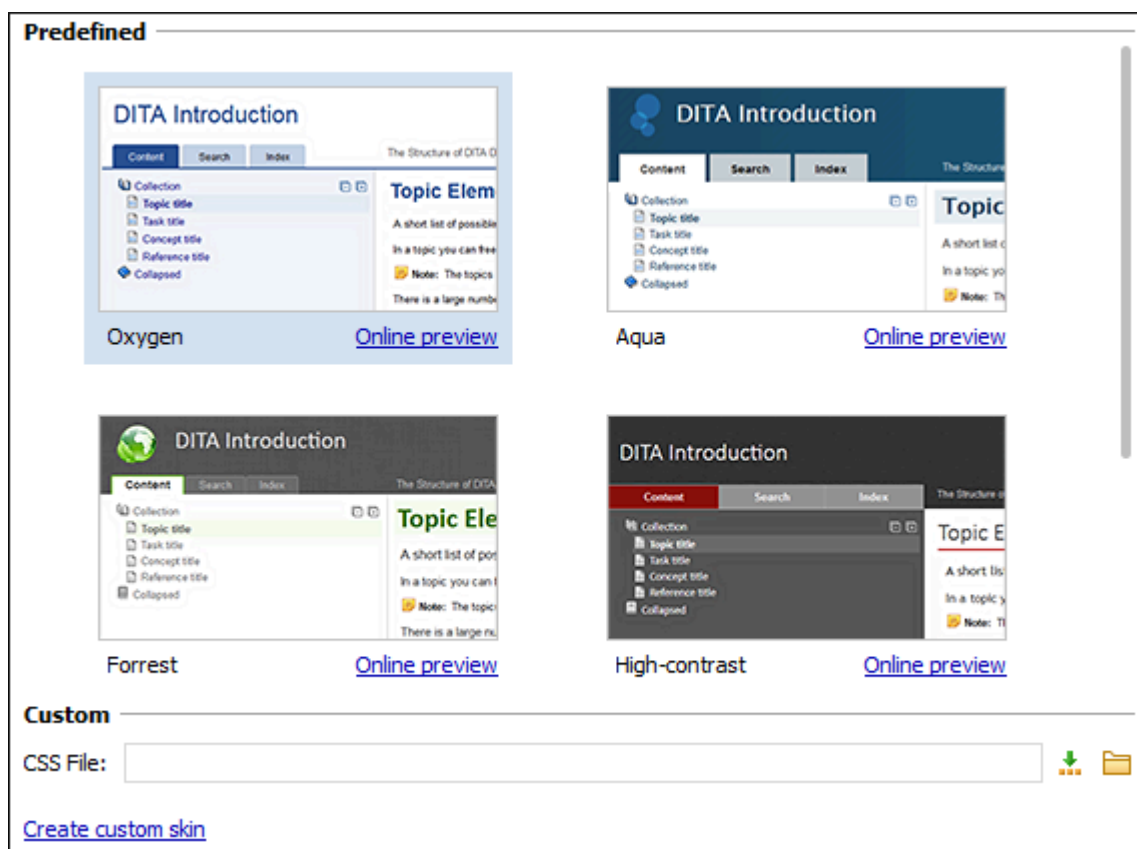 Predefined
DITA Introduction
Content Search Index
The Structure of DITA D
Collection
Topic title
Task title
Concept title
Reference title
Collapsed
Topic Elem
A short list of possible
In a topic you can free
Note: The topics
There is a large numbe
Oxygen Online preview
DITA Introduction
Content Search Index
The Structure
Collection
Topic title
Task title
Concept title
Reference title
Collapsed
Topic
A short list o
In a topic yo
Note: Th
Aqua Online preview
DITA Introduction
Content Search Index
The Structure of DITA
Collection
Topic title
Task title
Concept title
Reference title
Collapsed
Topic Ele
A short list of pos
In a topic you can f
Note: The topic
There is a large nu
Forrest Online preview
DITA Introduction
Content Search Index
The Structure o
Collection
Topic title
Task title
Concept title
Reference title
Collapsed
Topic E
A short lis
In a topic y
Note: T
High-contrast Online preview
Custom
CSS File:
Create custom skin